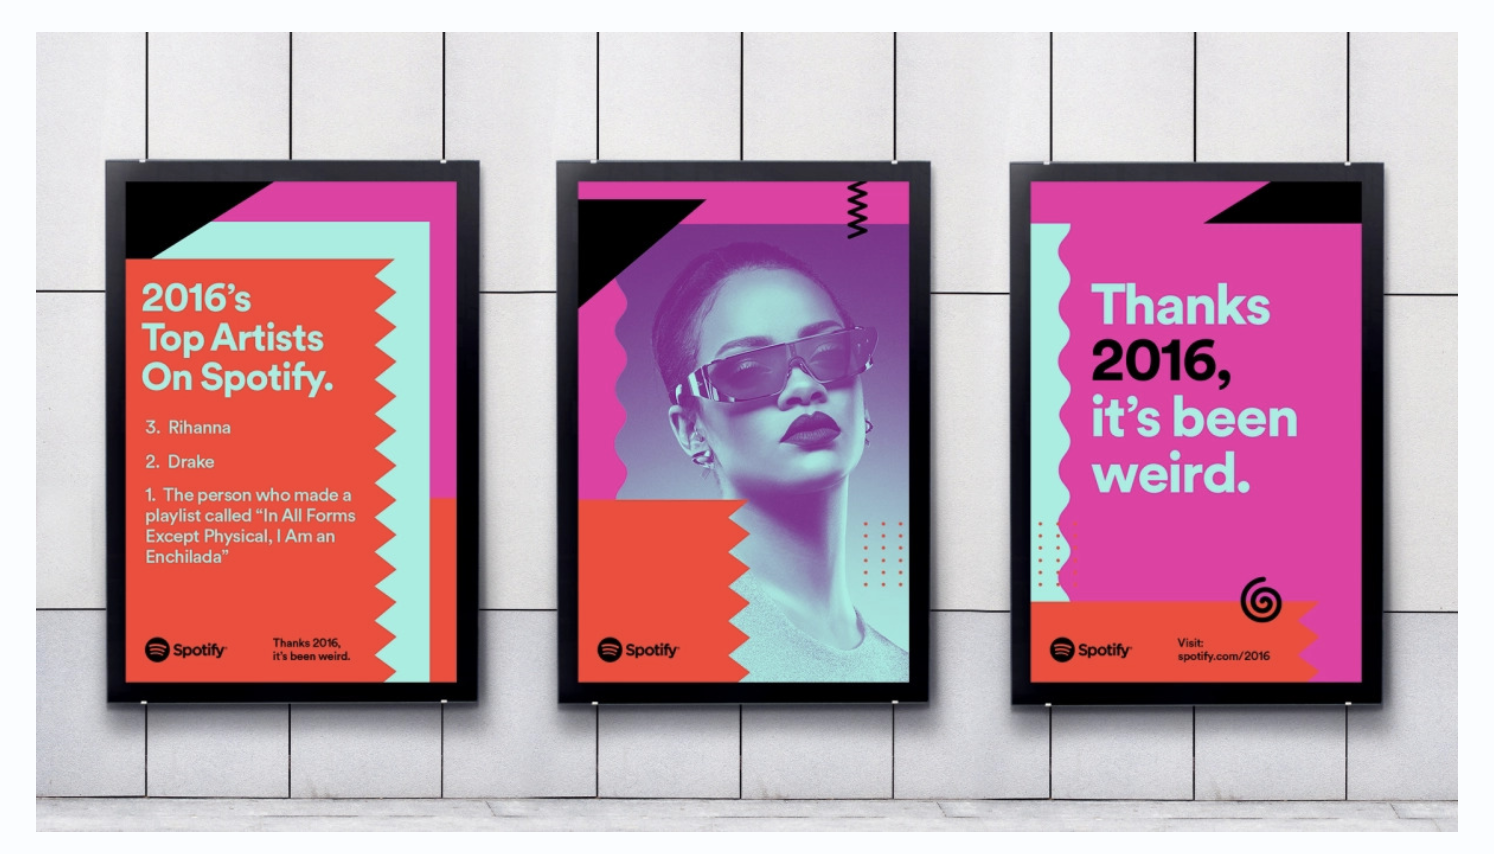 2016’s
Top Artists
On Spotify.
3. Rihanna
2. Drake
1. The person who made a
playlist called “In All Forms
Except Physical, I Am an
Enchilada”
Spotify
Thanks 2016,
it’s been weird.
Spotify
Thanks
2016,
it’s been
weird.
Spotify
Visit:
spotify.com/2016